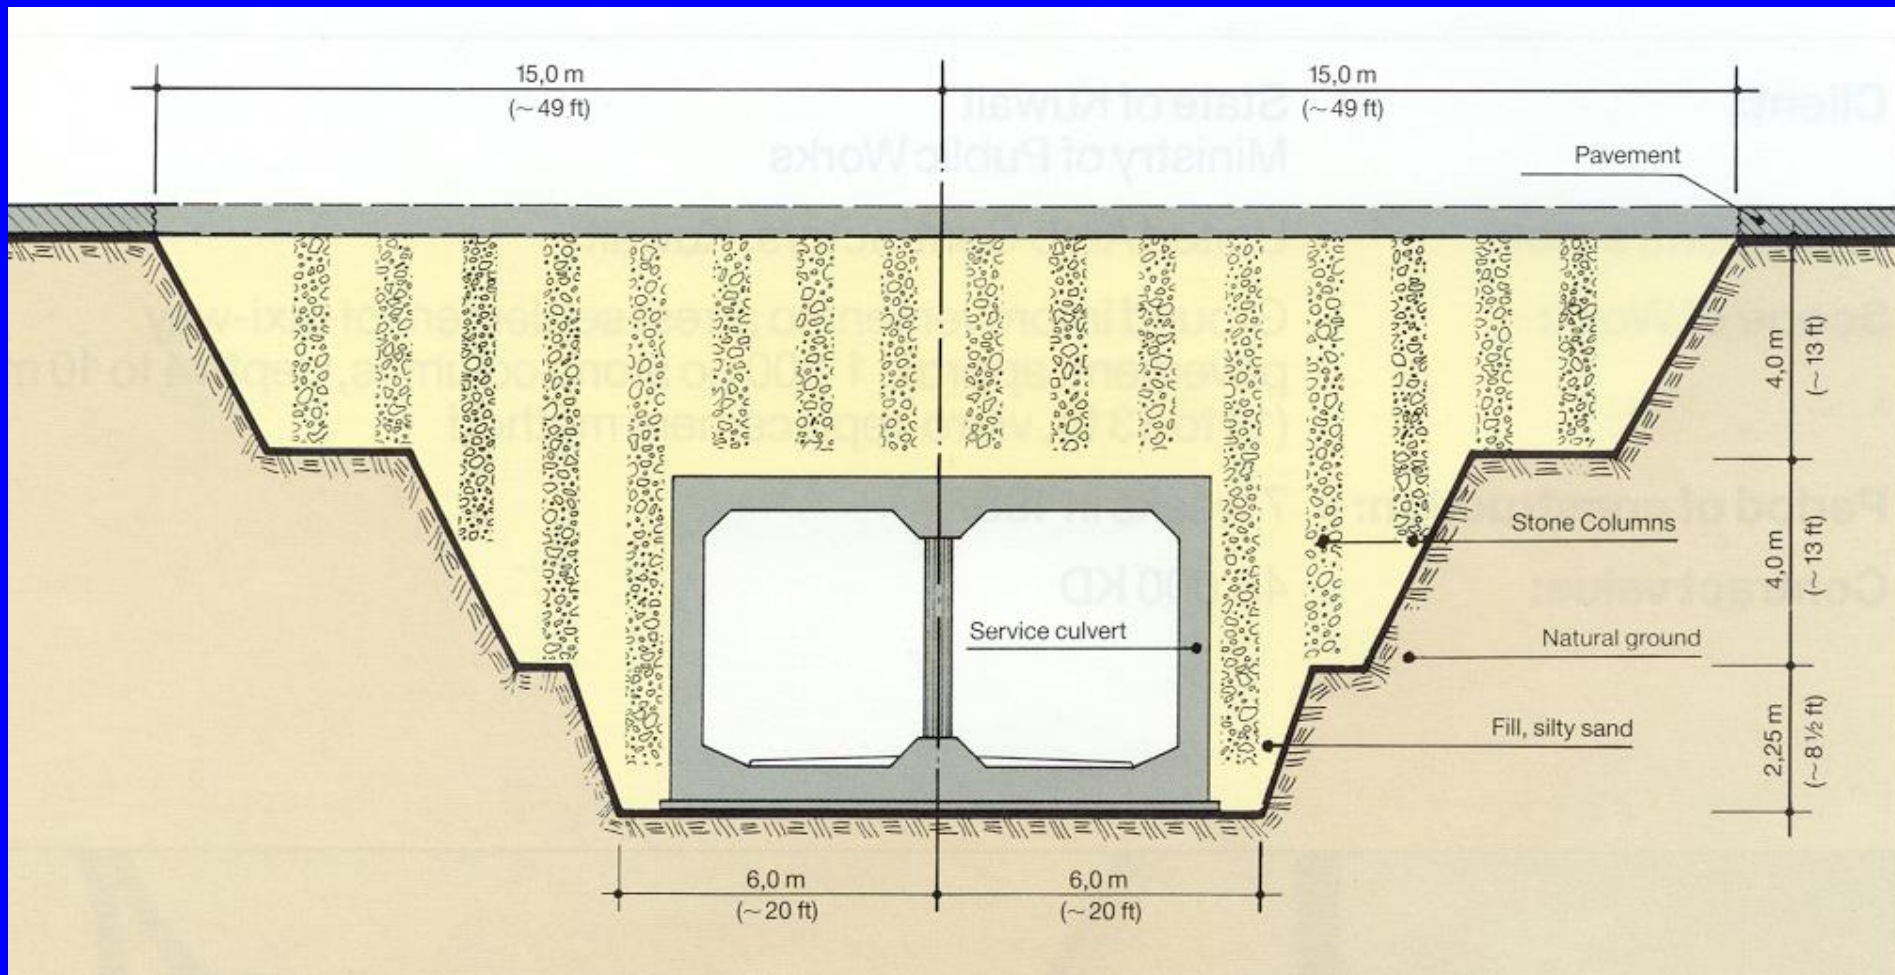 15,0 m
(~49 ft)
15,0 m
(~49 ft)
Pavement
4,0 m
(~13 ft)
Stone Columns
4,0 m
(~13 ft)
Service culvert
Natural ground
Fill, silty sand
2,25 m
(~8 ½ ft)
6,0 m
(~20 ft)
6,0 m
(~20 ft)